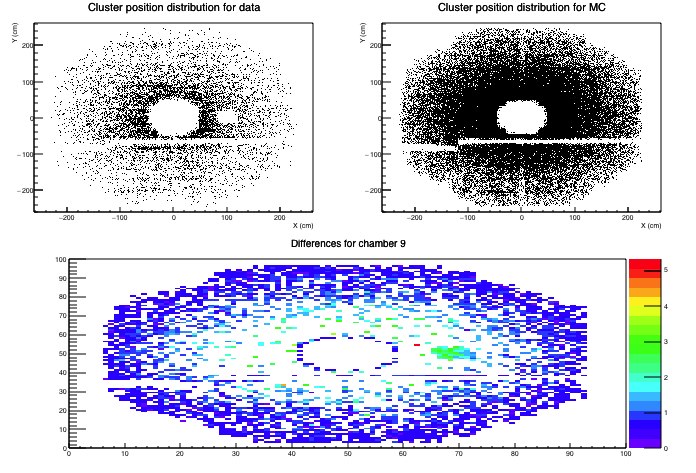 Cluster position distribution for data
Y (cm)
200
100
0
−100
−200
−200 −100 0 100 200
X (cm)
Cluster position distribution for MC
Y (cm)
200
100
0
−100
−200
−200 −100 0 100 200
X (cm)
Differences for chamber 9
100
90
80
70
60
50
40
30
20
10
0
0 10 20 30 40 50 60 70 80 90 100
5
4
3
2
1
0